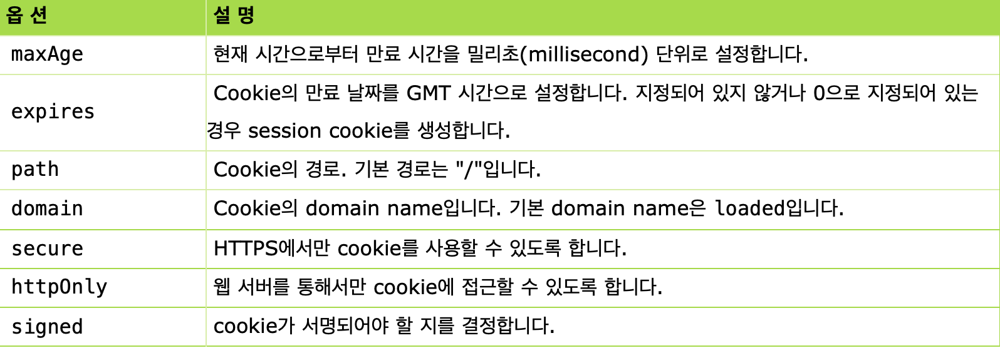 옵 션 설 명
maxAge 현재 시간으로부터 만료 시간을 밀리초(millisecond) 단위로 설정합니다.
expires Cookie의 만료 날짜를 GMT 시간으로 설정합니다. 지정되어 있지 않거나 0으로 지정되어 있는
경우 session cookie를 생성합니다.
path Cookie의 경로. 기본 경로는 "/"입니다.
domain Cookie의 domain name입니다. 기본 domain name은 loaded입니다.
secure HTTPS에서만 cookie를 사용할 수 있도록 합니다.
httpOnly 웹 서버를 통해서만 cookie에 접근할 수 있도록 합니다.
signed cookie가 서명되어야 할 지를 결정합니다.